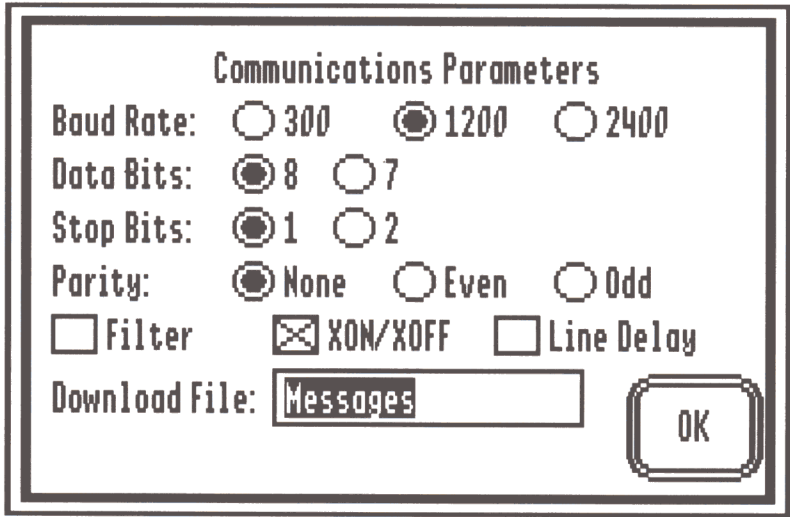 Communications Parameters
Baud Rate: 300 1200 2400
Data Bits: 8 7
Stop Bits: 1 2
Parity: None Even Odd
Filter XON/XOFF Line Delay
Download File: Messages
OK